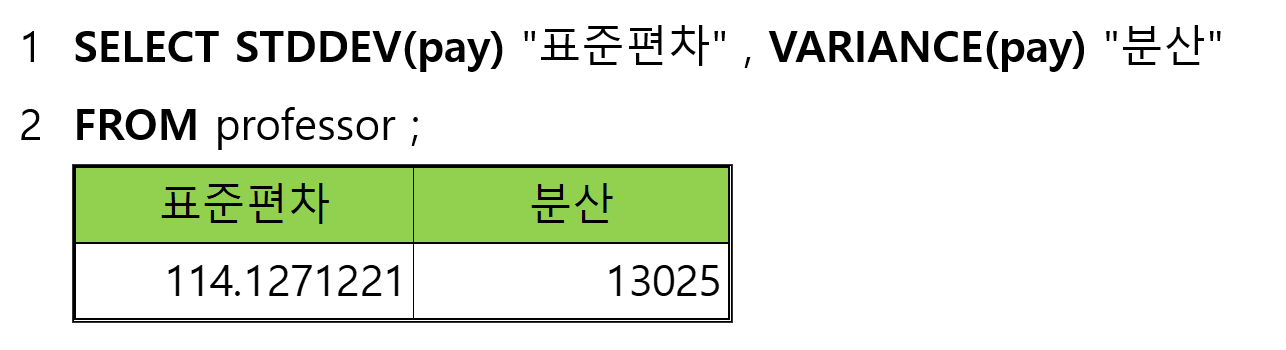 1 SELECT STDDEV(pay) "표준편차" , VARIANCE(pay) "분산"
2 FROM professor ;
표준편차 분산
114.1271221 13025